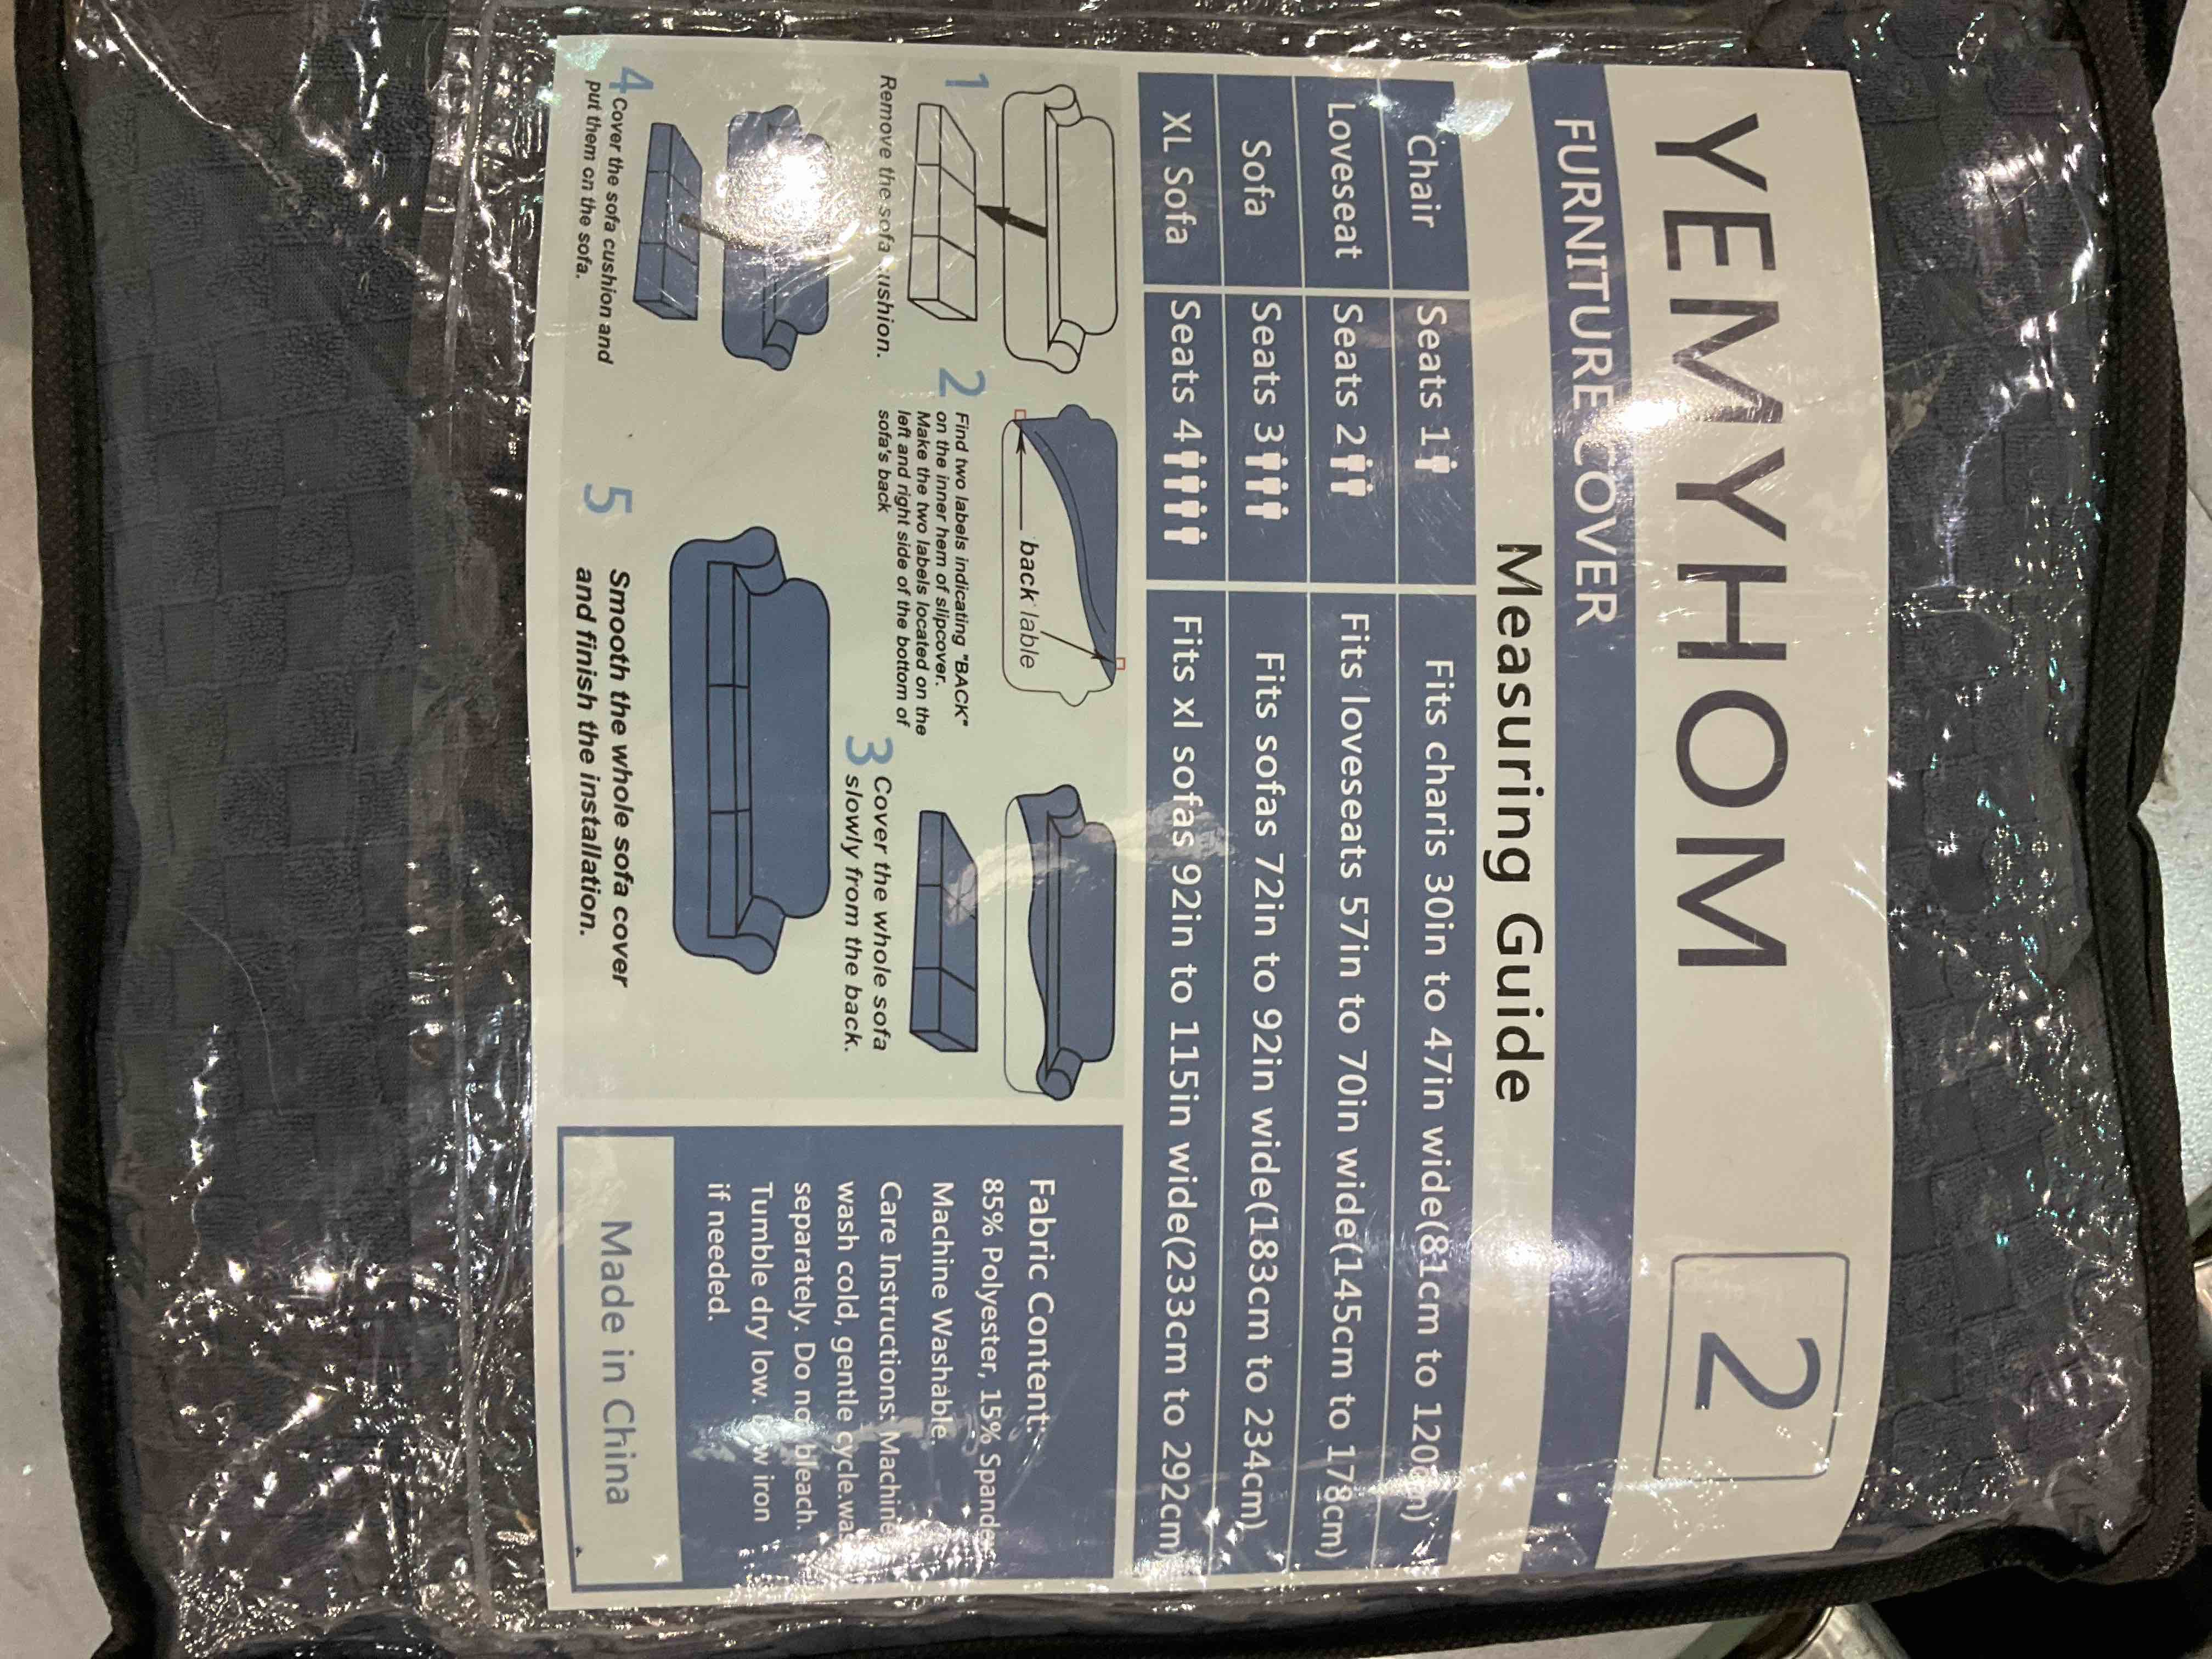 YEMYHOM
2
FURNITURE COVER
Measuring Guide
Chair Seats 1 Fits charis 30in to 47in wide(81cm to 120cm)
Loveseat Seats 2 Fits loveseats 57in to 70in wide(145cm to 178cm)
Sofa Seats 3 Fits sofas 72in to 92in wide(183cm to 234cm)
XL Sofa Seats 4 Fits xl sofas 92in to 115in wide(233cm to 292cm)
1
Remove the sofa cushion.
back lable
2 Find two labels indicating "BACK"
on the inner hem of slipcover.
Make the two labels located on the
left and right side of the bottom of
sofa's back
3 Cover the whole sofa
slowly from the back.
4 Cover the sofa cushion and
put them on the sofa.
5 Smooth the whole sofa cover
and finish the installation.
Fabric Content:
85% Polyester, 15% Spandex
Machine Washable.
Care Instructions: Machine
wash cold, gentle cycle.
separately. Do not bleach.
Tumble dry low. iron
if needed.
Made in China